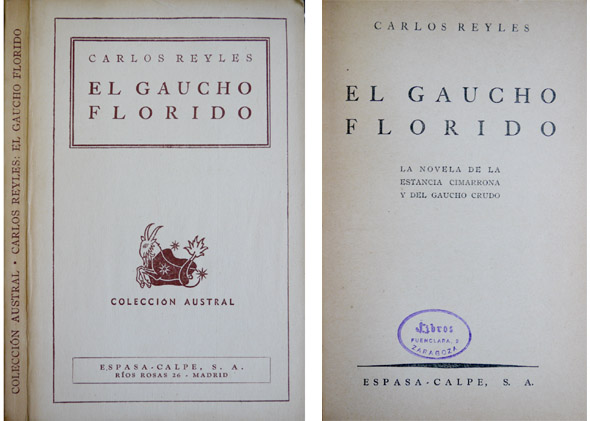 COLECCIÓN AUSTRAL • CARLOS REYLES: EL GAUCHO FLORIDO
CARLOS REYLES
EL GAUCHO
FLORIDO
COLECCIÓN AUSTRAL
ESPASA-CALPE, S. A.
RÍOS ROSAS 26 - MADRID
CARLOS REYLES
EL GAUCHO
FLORIDO
LA NOVELA DE LA
ESTANCIA CIMARRONA
Y DEL GAUCHO CRUDO
Libros
FUENCLARA, 2
ZARAGOZA
ESPASA-CALPE, S. A.